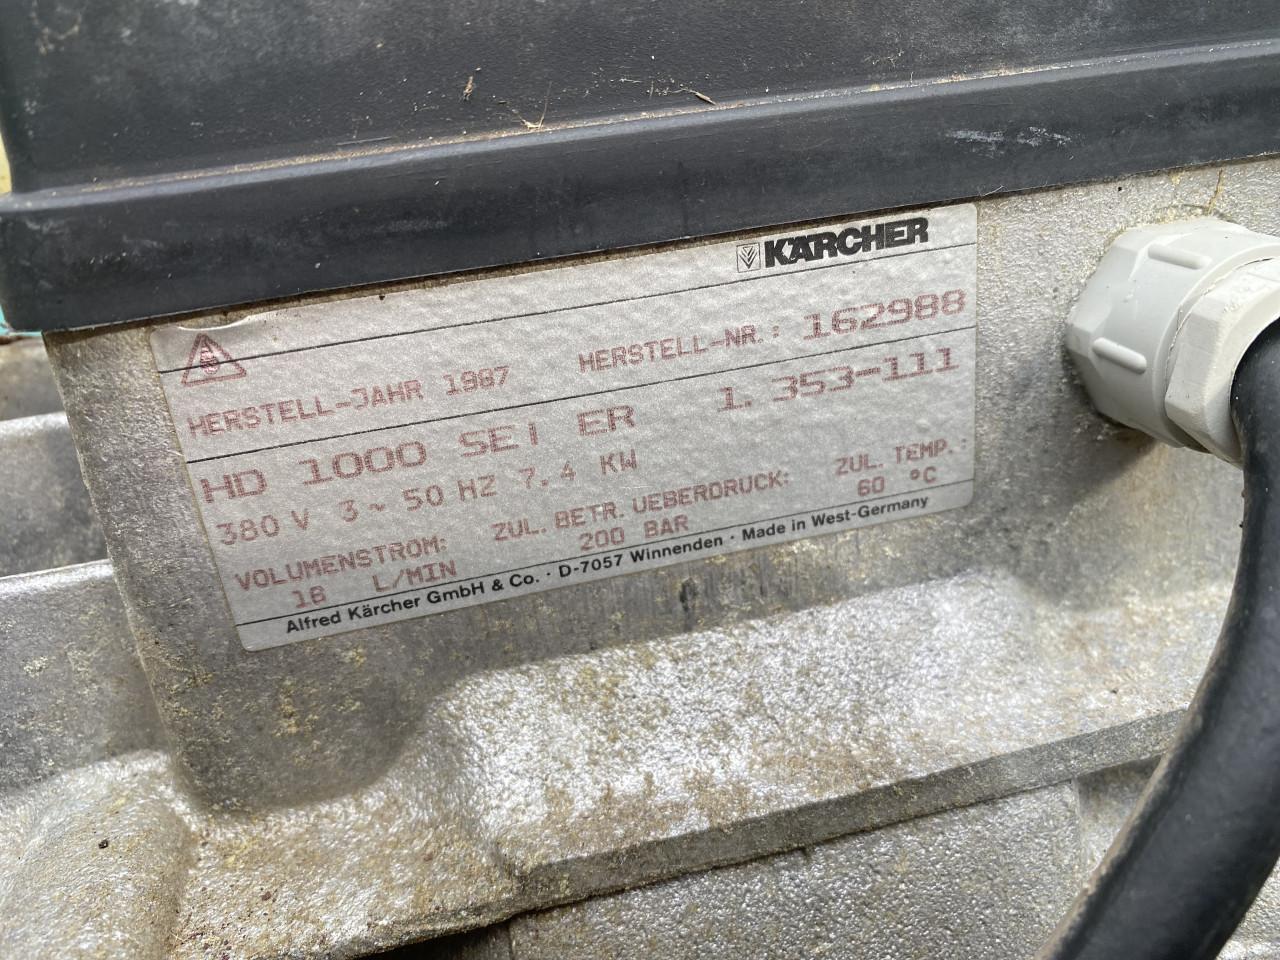 KÄRCHER
HERSTELL-JAHR 1987 HERSTELL-NR.: 162988
HD 1000 SEI ER 1. 353-111
380 V 3 ~ 50 HZ 7.4 KW
VOLUMENSTROM: ZUL. BETR. UEBERDRUCK: ZUL. TEMP.:
L/MIN 200 BAR 60 °C
Alfred Kärcher GmbH & Co. · D-7057 Winnenden · Made in West-Germany